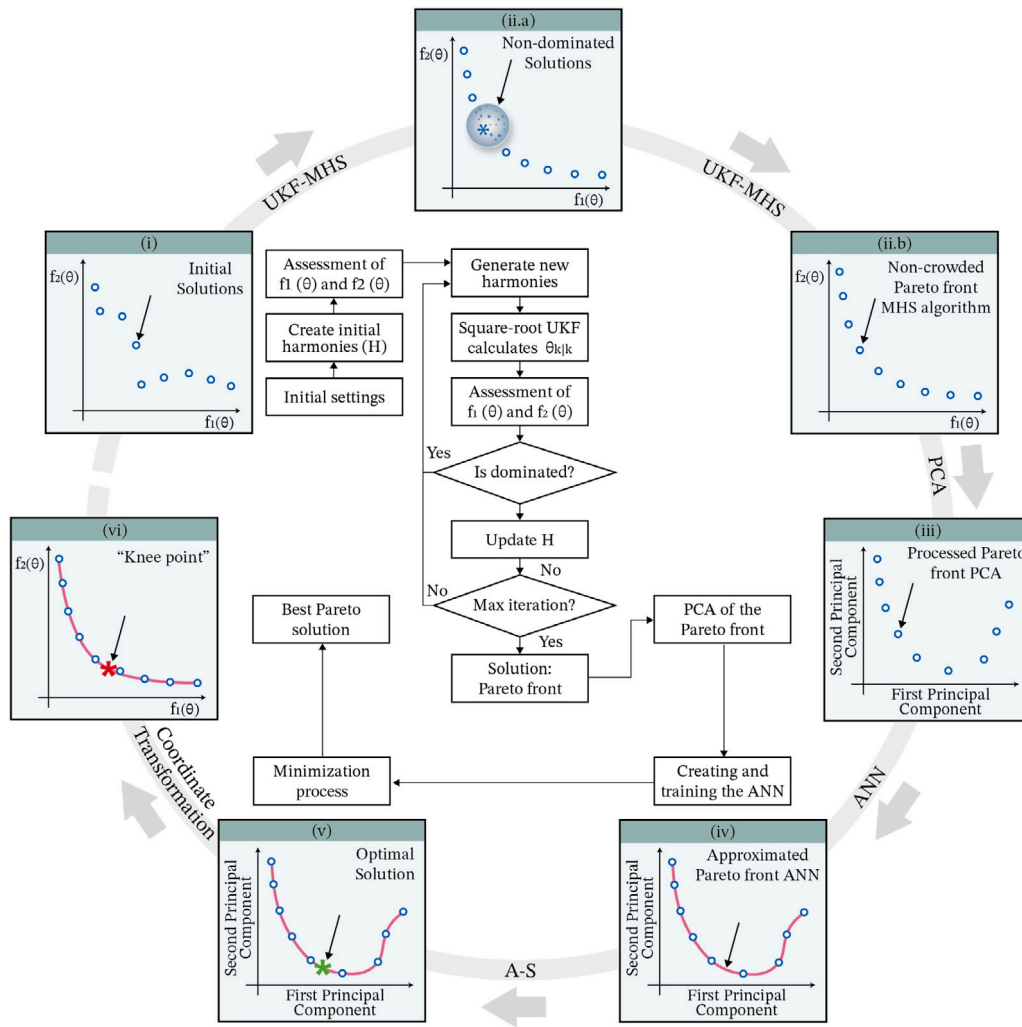 (ii.a)
f₂(θ)
Non-dominated
Solutions
*
f₁(θ)
UKF-MHS
UKF-MHS
(i)
f₂(θ)
Initial
Solutions
f₁(θ)
Assessment of
f1 (θ) and f2 (θ)
Create initial
harmonies (H)
Initial settings
Generate new
harmonies
Square-root UKF
calculates θk|k
Assessment of
f₁ (θ) and f₂ (θ)
Yes
Is dominated?
Update H
No
No
Max iteration?
Yes
Solution:
Pareto front
(ii.b)
f₂(θ)
Non-crowded
Pareto front
MHS algorithm
f₁(θ)
PCA
(vi)
f₂(θ)
“Knee point”
*
f₁(θ)
Best Pareto
solution
PCA of the
Pareto front
(iii)
Processed Pareto
front PCA
Second Principal
Component
First Principal
Component
Minimization
process
Creating and
training the ANN
Coordinate
Transformation
ANN
(v)
Optimal
Solution
Second Principal
Component
*
First Principal
Component
A-S
(iv)
Approximated
Pareto front ANN
Second Principal
Component
First Principal
Component